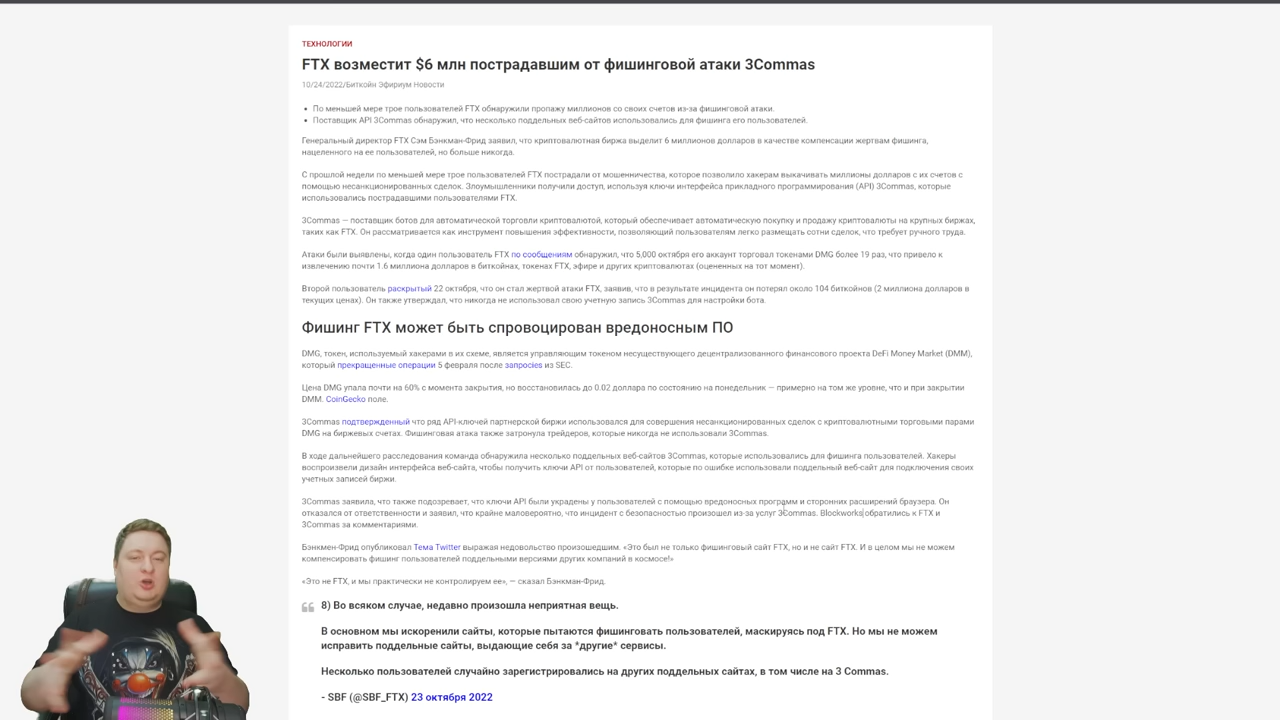 ТЕХНОЛОГИИ
FTX возместит $6 млн пострадавшим от фишинговой атаки 3Commas
10/24/2022/Биткойн Эфириум Новости
• По меньшей мере трое пользователей FTX обнаружили пропажу миллионов со своих счетов из-за фишинговой атаки.
• Поставщик API 3Commas обнаружил, что несколько поддельных веб-сайтов использовались для фишинга его пользователей.
Генеральный директор FTX Сэм Бэнкман-Фрид заявил, что криптовалютная биржа выделит 6 миллионов долларов в качестве компенсации жертвам фишинга,
нацеленного на ее пользователей, но больше никогда.
С прошлой недели по меньшей мере трое пользователей FTX пострадали от мошенничества, которое позволило хакерам выкачивать миллионы долларов с их счетов с
помощью несанкционированных сделок. Злоумышленники получили доступ, используя ключи интерфейса прикладного программирования (API) 3Commas, которые
использовались пострадавшими пользователями FTX.
3Commas — поставщик ботов для автоматической торговли криптовалютой, который обеспечивает автоматическую покупку и продажу криптовалюты на крупных биржах,
таких как FTX. Он рассматривается как инструмент повышения эффективности, позволяющий пользователям легко размещать сотни сделок, что требует ручного труда.
Атаки были выявлены, когда один пользователь FTX по сообщениям обнаружил, что 5,000 октября его аккаунт торговал токенами DMG более 19 раз, что привело к
извлечению почти 1.6 миллиона долларов в биткойнах, токенах FTX, эфире и других криптовалютах (оцененных на тот момент).
Второй пользователь раскрытый 22 октября, что он стал жертвой атаки FTX, заявив, что в результате инцидента он потерял около 104 биткойнов (2 миллиона долларов в
текущих ценах). Он также утверждал, что никогда не использовал свою учетную запись 3Commas для настройки бота.
Фишинг FTX может быть спровоцирован вредоносным ПО
DMG, токен, используемый хакерами в их схеме, является управляющим токеном несуществующего децентрализованного финансового проекта DeFi Money Market (DMM),
который прекращенные операции 5 февраля после запросies из SEC.
Цена DMG упала почти на 60% с момента закрытия, но восстановилась до 0.02 доллара по состоянию на понедельник — примерно на том же уровне, что и при закрытии
DMM. CoinGecko поле.
3Commas подтвержденный что ряд API-ключей партнерской биржи использовался для совершения несанкционированных сделок с криптовалютными торговыми парами
DMG на биржевых счетах. Фишинговая атака также затронула трейдеров, которые никогда не использовали 3Commas.
В ходе дальнейшего расследования команда обнаружила несколько поддельных веб-сайтов 3Commas, которые использовались для фишинга пользователей. Хакеры
воспроизвели дизайн интерфейса веб-сайта, чтобы получить ключи API от пользователей, которые по ошибке использовали поддельный веб-сайт для подключения своих
учетных записей биржи.
3Commas заявила, что также подозревает, что ключи API были украдены у пользователей с помощью вредоносных программ и сторонних расширений браузера. Он
отказался от ответственности и заявил, что крайне маловероятно, что инцидент с безопасностью произошел из-за услуг 3Commas. Blockworks обратились к FTX и
3Commas за комментариями.
Бэнкмен-Фрид опубликовал Тема Twitter выражая недовольство произошедшим. «Это был не только фишинговый сайт FTX, но и не сайт FTX. И в целом мы не можем
компенсировать фишинг пользователей поддельными версиями других компаний в космосе!»
«Это не FTX, и мы практически не контролируем ее», — сказал Бэнкман-Фрид.
8) Во всяком случае, недавно произошла неприятная вещь.
В основном мы искоренили сайты, которые пытаются фишинговать пользователей, маскируясь под FTX. Но мы не можем
исправить поддельные сайты, выдающие себя за *другие* сервисы.
Несколько пользователей случайно зарегистрировались на других поддельных сайтах, в том числе на 3 Commas.
- SBF (@SBF_FTX) 23 октября 2022